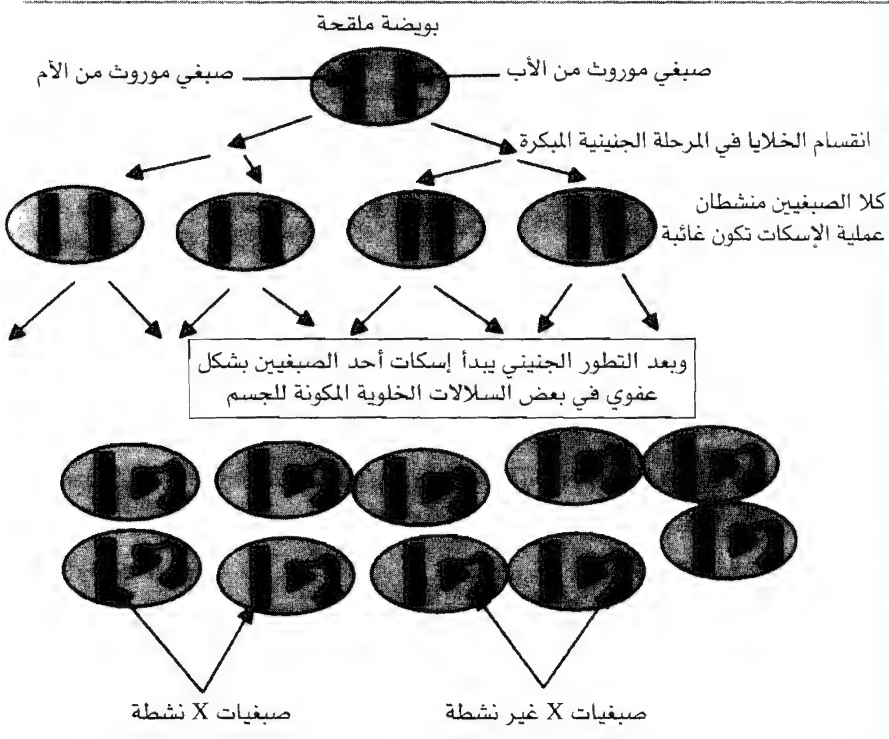 بويضة ملقحة
صبغي موروث من الأب
صبغي موروث من الأم
انقسام الخلايا في المرحلة الجنينية المبكرة
كلا الصبغيين منشطان
عملية الإسكات تكون غائبة
وبعد التطور الجنيني يبدأ إسكات أحد الصبغيين بشكل
عفوي في بعض السلالات الخلوية المكونة للجسم
صبغيات X غير نشطة
صبغيات X نشطة